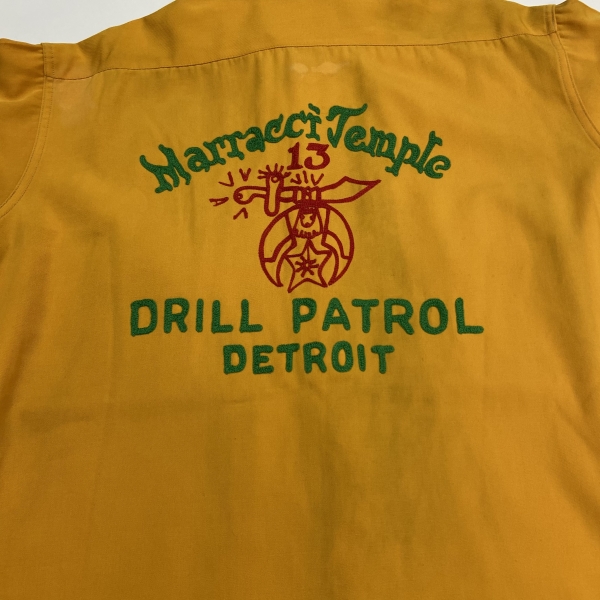 Marracci Temple
13
DRILL PATROL
DETROIT